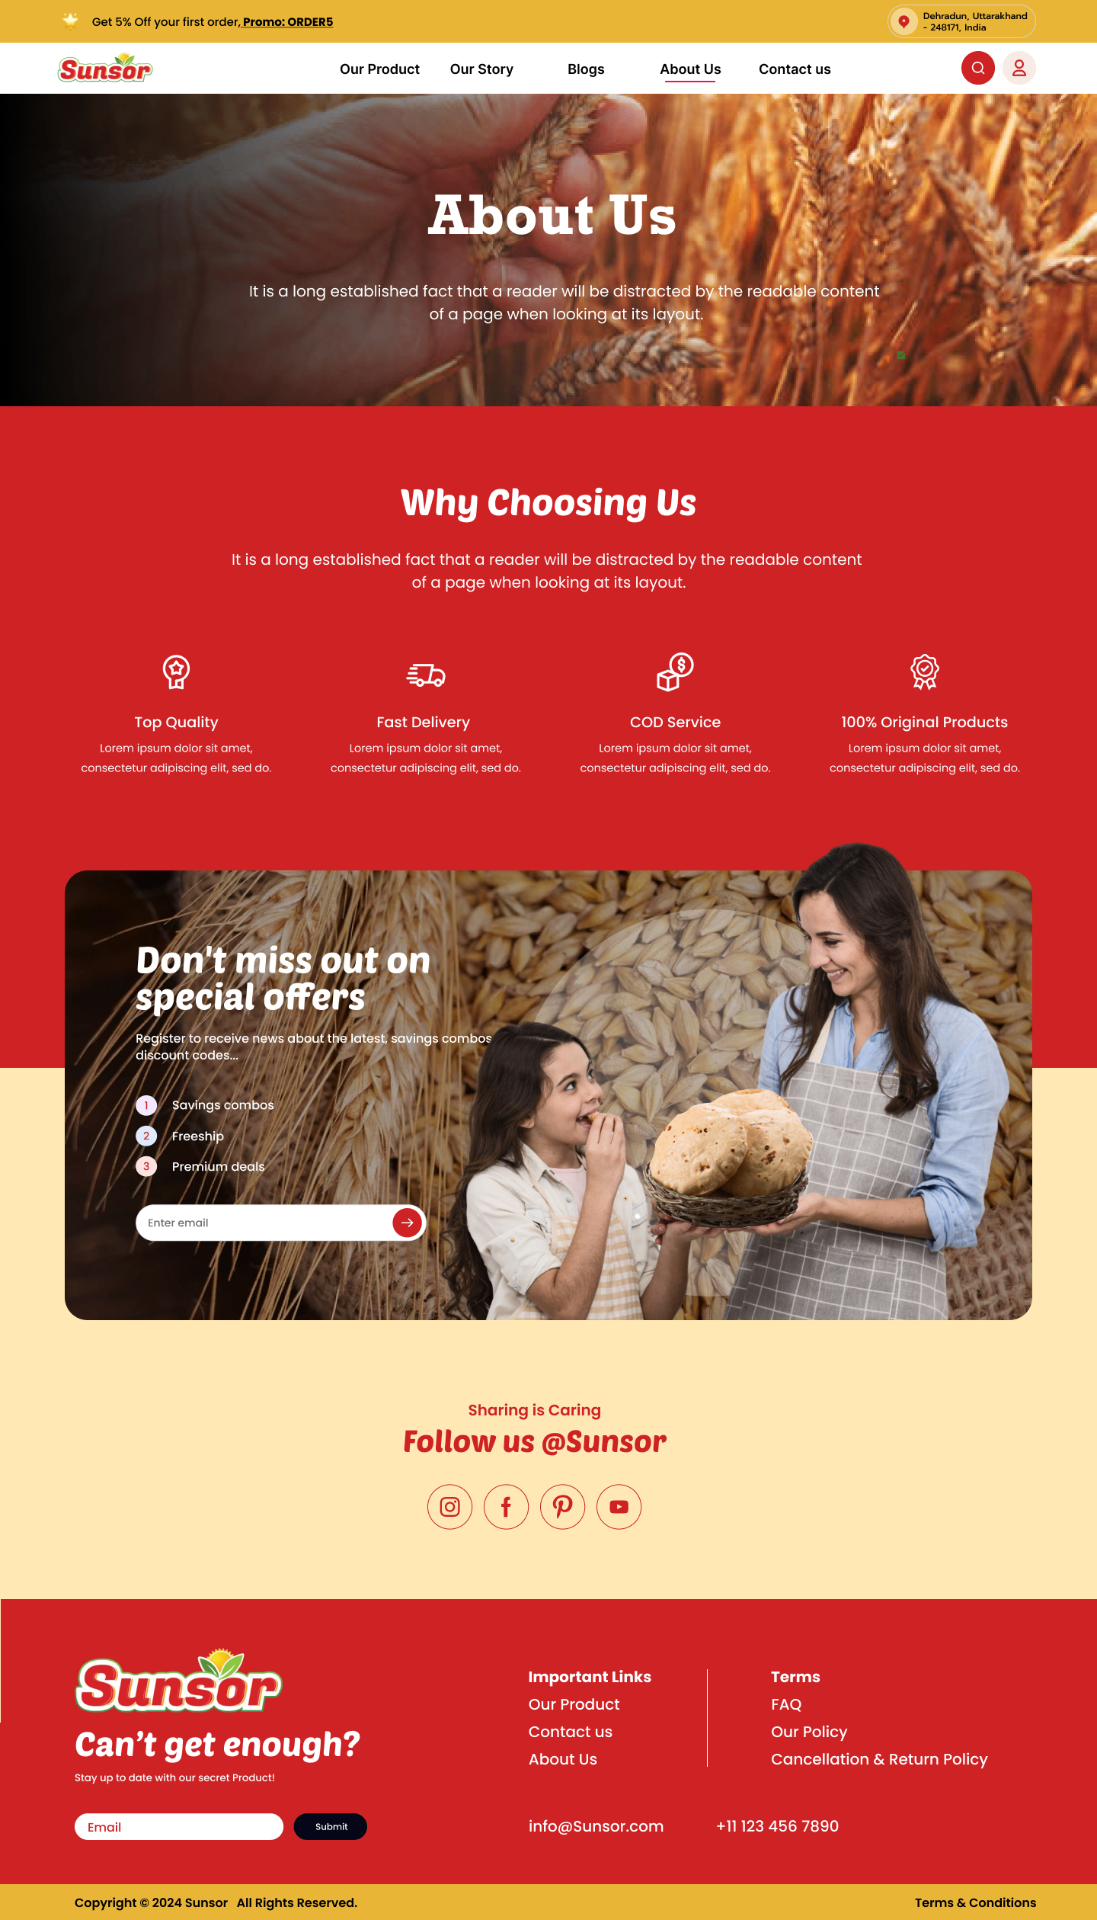 Get 5% Off your first order, Promo: ORDER5
Dehradun, Uttarakhand
- 248171, India
Sunsor
Our Product
Our Story
Blogs
About Us
Contact us
About Us
It is a long established fact that a reader will be distracted by the readable content
of a page when looking at its layout.
Why Choosing Us
It is a long established fact that a reader will be distracted by the readable content
of a page when looking at its layout.
Top Quality
Lorem ipsum dolor sit amet,
consectetur adipiscing elit, sed do.
Fast Delivery
Lorem ipsum dolor sit amet,
consectetur adipiscing elit, sed do.
COD Service
Lorem ipsum dolor sit amet,
consectetur adipiscing elit, sed do.
100% Original Products
Lorem ipsum dolor sit amet,
consectetur adipiscing elit, sed do.
Don't miss out on
special offers
Register to receive news about the latest, savings combos
discount codes...
1 Savings combos
2 Freeship
3 Premium deals
Enter email
Sharing is Caring
Follow us @Sunsor
Sunsor
Can't get enough?
Stay up to date with our secret Product!
Email
Submit
Important Links
Our Product
Contact us
About Us
Terms
FAQ
Our Policy
Cancellation & Return Policy
info@Sunsor.com
+11 123 456 7890
Copyright © 2024 Sunsor All Rights Reserved.
Terms & Conditions